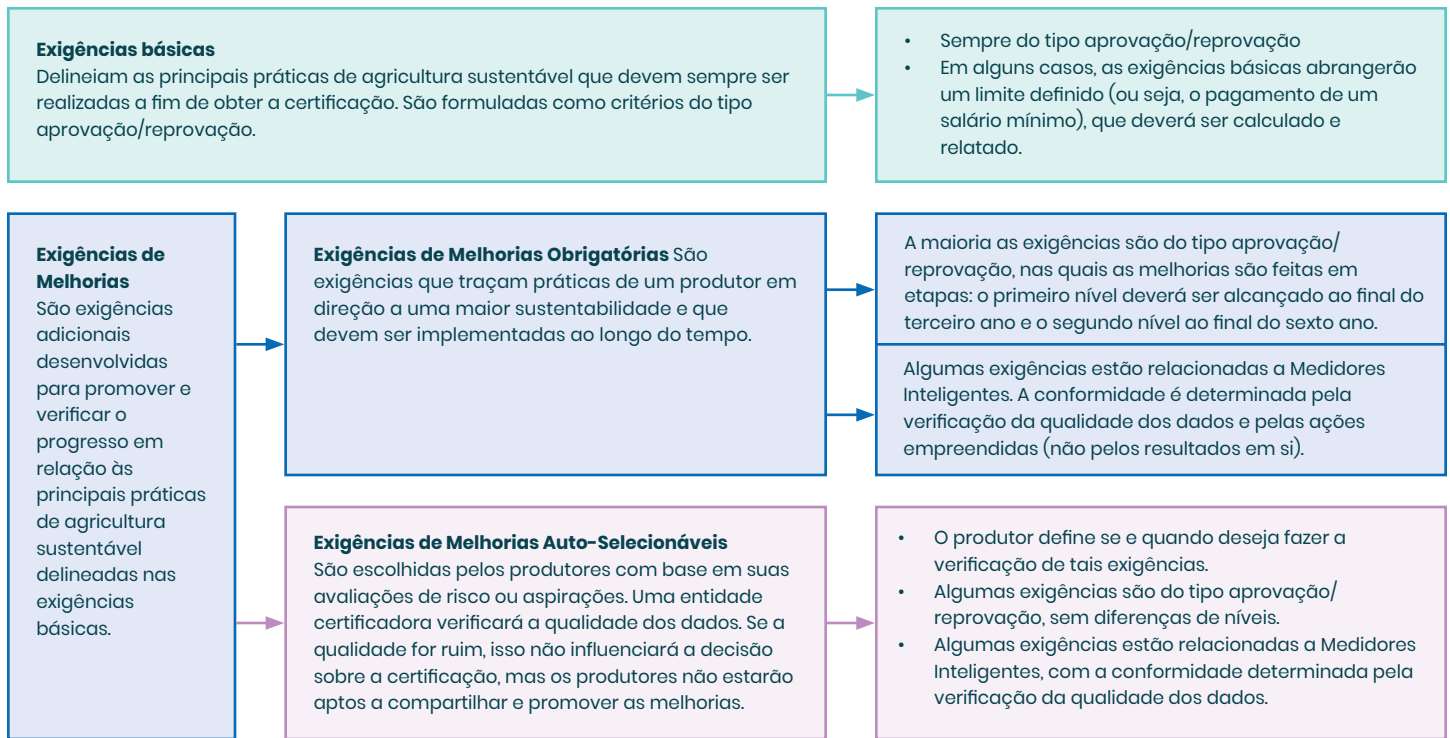 Exigências básicas
Delineiam as principais práticas de agricultura sustentável que devem sempre ser
realizadas a fim de obter a certificação. São formuladas como critérios do tipo
aprovação/reprovação.
• Sempre do tipo aprovação/reprovação
• Em alguns casos, as exigências básicas abrangerão
um limite definido (ou seja, o pagamento de um
salário mínimo), que deverá ser calculado e
relatado.
Exigências de
Melhorias
São exigências
adicionais
desenvolvidas
para promover e
verificar o
progresso em
relação às
principais práticas
de agricultura
sustentável
delineadas nas
exigências
básicas.
Exigências de Melhorias Obrigatórias São
exigências que traçam práticas de um produtor em
direção a uma maior sustentabilidade e que
devem ser implementadas ao longo do tempo.
A maioria as exigências são do tipo aprovação/
reprovação, nas quais as melhorias são feitas em
etapas: o primeiro nível deverá ser alcançado ao final do
terceiro ano e o segundo nível ao final do sexto ano.
Algumas exigências estão relacionadas a Medidores
Inteligentes. A conformidade é determinada pela
verificação da qualidade dos dados e pelas ações
empreendidas (não pelos resultados em si).
Exigências de Melhorias Auto-Selecionáveis
São escolhidas pelos produtores com base em suas
avaliações de risco ou aspirações. Uma entidade
certificadora verificará a qualidade dos dados. Se a
qualidade for ruim, isso não influenciará a decisão
sobre a certificação, mas os produtores não estarão
aptos a compartilhar e promover as melhorias.
• O produtor define se e quando deseja fazer a
verificação de tais exigências.
• Algumas exigências são do tipo aprovação/
reprovação, sem diferenças de níveis.
• Algumas exigências estão relacionadas a Medidores
Inteligentes, com a conformidade determinada pela
verificação da qualidade dos dados.